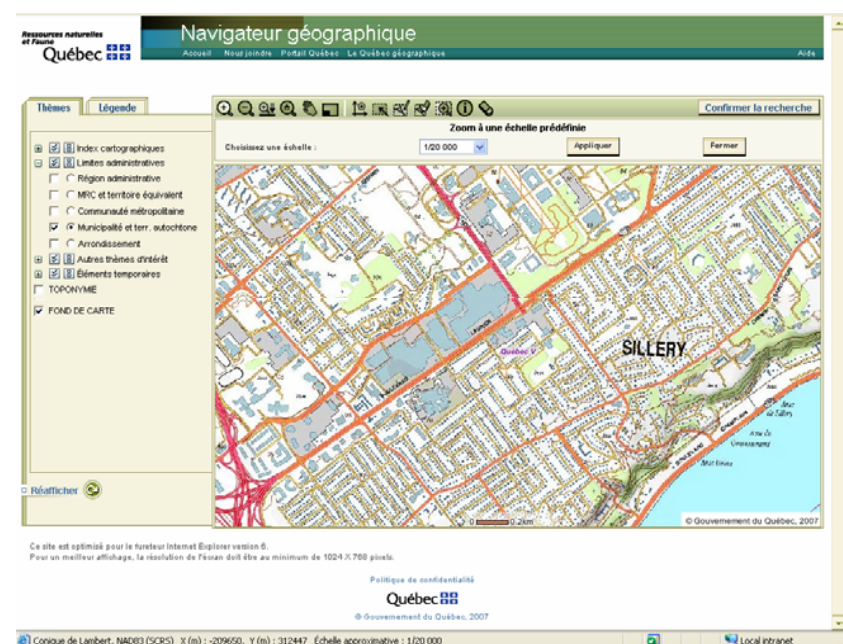 Ressources naturelles
et Faune
Québec
Navigateur géographique
Accueil Nous joindre Portail Québec Le Québec géographique Aide
Thèmes Légende
Confirmer la recherche
Zoom à une échelle prédéfinie
Choisissez une échelle : 1/20 000 Appliquer Fermer
Index cartographiques
Limites administratives
Région administrative
MRC et territoire équivalent
Communauté métropolitaine
Municipalité et terr. autochtone
Arrondissement
Autres thèmes d'intérêt
Éléments temporaires
TOPONYMIE
FOND DE CARTE
Québec V
SILLERY
Anse
de Sillery
0 0.2km
© Gouvernement du Québec, 2007
Réafficher
Ce site est optimisé pour le fureteur Internet Explorer version 6.
Pour un meilleur affichage, la résolution de l'écran doit être au minimum de 1024 X 768 pixels.
Politique de confidentialité
Québec
© Gouvernement du Québec, 2007
Conique de Lambert, NAD83 (SCRS) X (m) : -209650, Y (m) : 312447 Échelle approximative : 1/20 000 Local intranet